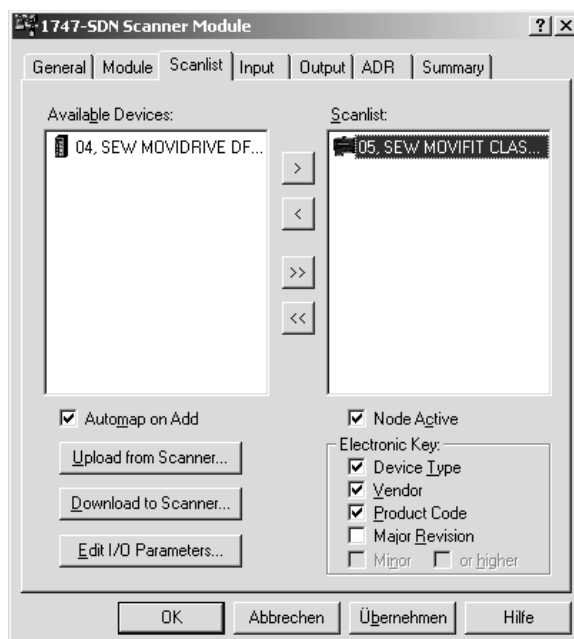 1747-SDN Scanner Module
General Module Scanlist Input Output ADR Summary
Available Devices:
Scanlist:
04, SEW MOVIDRIVE DF...
05, SEW MOVIFIT CLAS...
>
<
>>
<<
Automap on Add
Node Active
Upload from Scanner...
Download to Scanner...
Edit I/O Parameters...
Electronic Key:
Device Type
Vendor
Product Code
Major Revision
Minor or higher
OK Abbrechen Übernehmen Hilfe